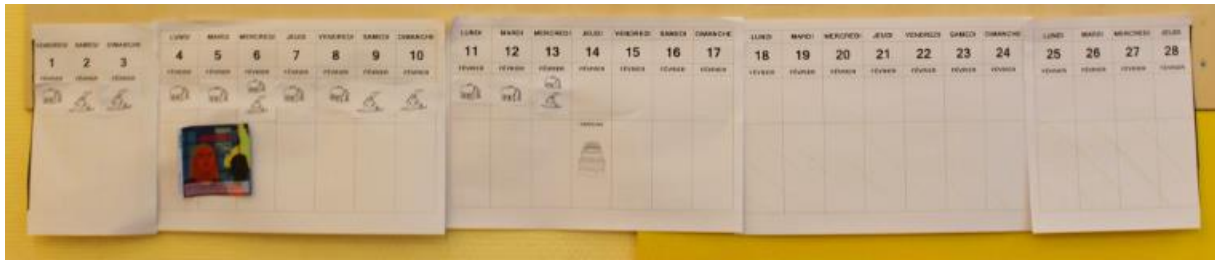 VENDREDI SAMEDI DIMANCHE
1 2 3
FÉVRIER FÉVRIER FÉVRIER
LUNDI MARDI MERCREDI JEUDI VENDREDI SAMEDI DIMANCHE
4 5 6 7 8 9 10
FÉVRIER FÉVRIER FÉVRIER FÉVRIER FÉVRIER FÉVRIER FÉVRIER
LUNDI MARDI MERCREDI JEUDI VENDREDI SAMEDI DIMANCHE
11 12 13 14 15 16 17
FÉVRIER FÉVRIER FÉVRIER FÉVRIER FÉVRIER FÉVRIER FÉVRIER
LUNDI MARDI MERCREDI JEUDI VENDREDI SAMEDI DIMANCHE
18 19 20 21 22 23 24
FÉVRIER FÉVRIER FÉVRIER FÉVRIER FÉVRIER FÉVRIER FÉVRIER
LUNDI MARDI MERCREDI JEUDI
25 26 27 28
FÉVRIER FÉVRIER FÉVRIER FÉVRIER